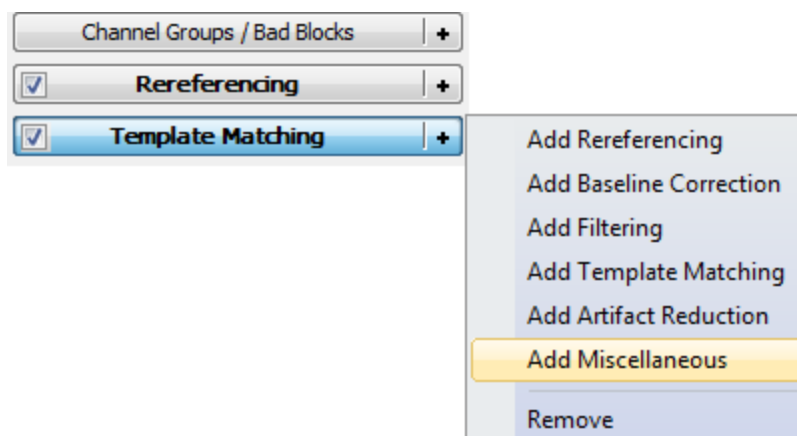 Channel Groups / Bad Blocks +
Rereferencing +
Template Matching +
Add Rereferencing
Add Baseline Correction
Add Filtering
Add Template Matching
Add Artifact Reduction
Add Miscellaneous
Remove